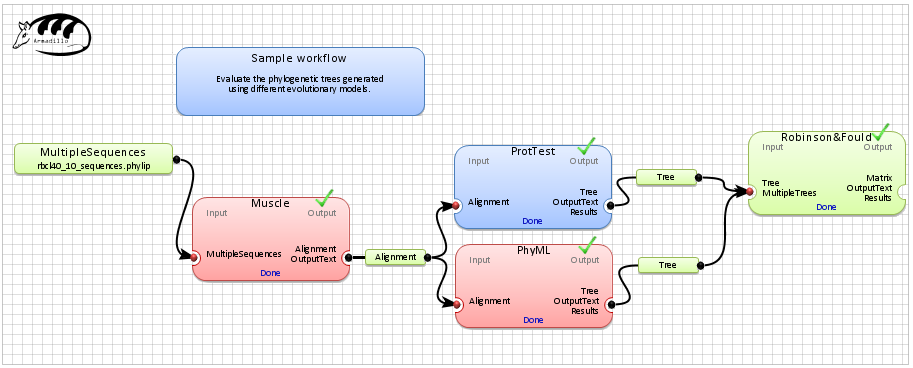 Armadillo
Sample workflow
Evaluate the phylogenetic trees generated
using different evolutionary models.
MultipleSequences
rbcl40_10_sequences.phylip
Muscle
Input Output
MultipleSequences
Alignment
OutputText
Done
Alignment
ProtTest
Input Output
Alignment
Tree
OutputText
Results
Done
PhyML
Input Output
Alignment
Tree
OutputText
Results
Done
Tree
Tree
Robinson&Fould
Input Output
Tree
MultipleTrees
Matrix
OutputText
Results
Done